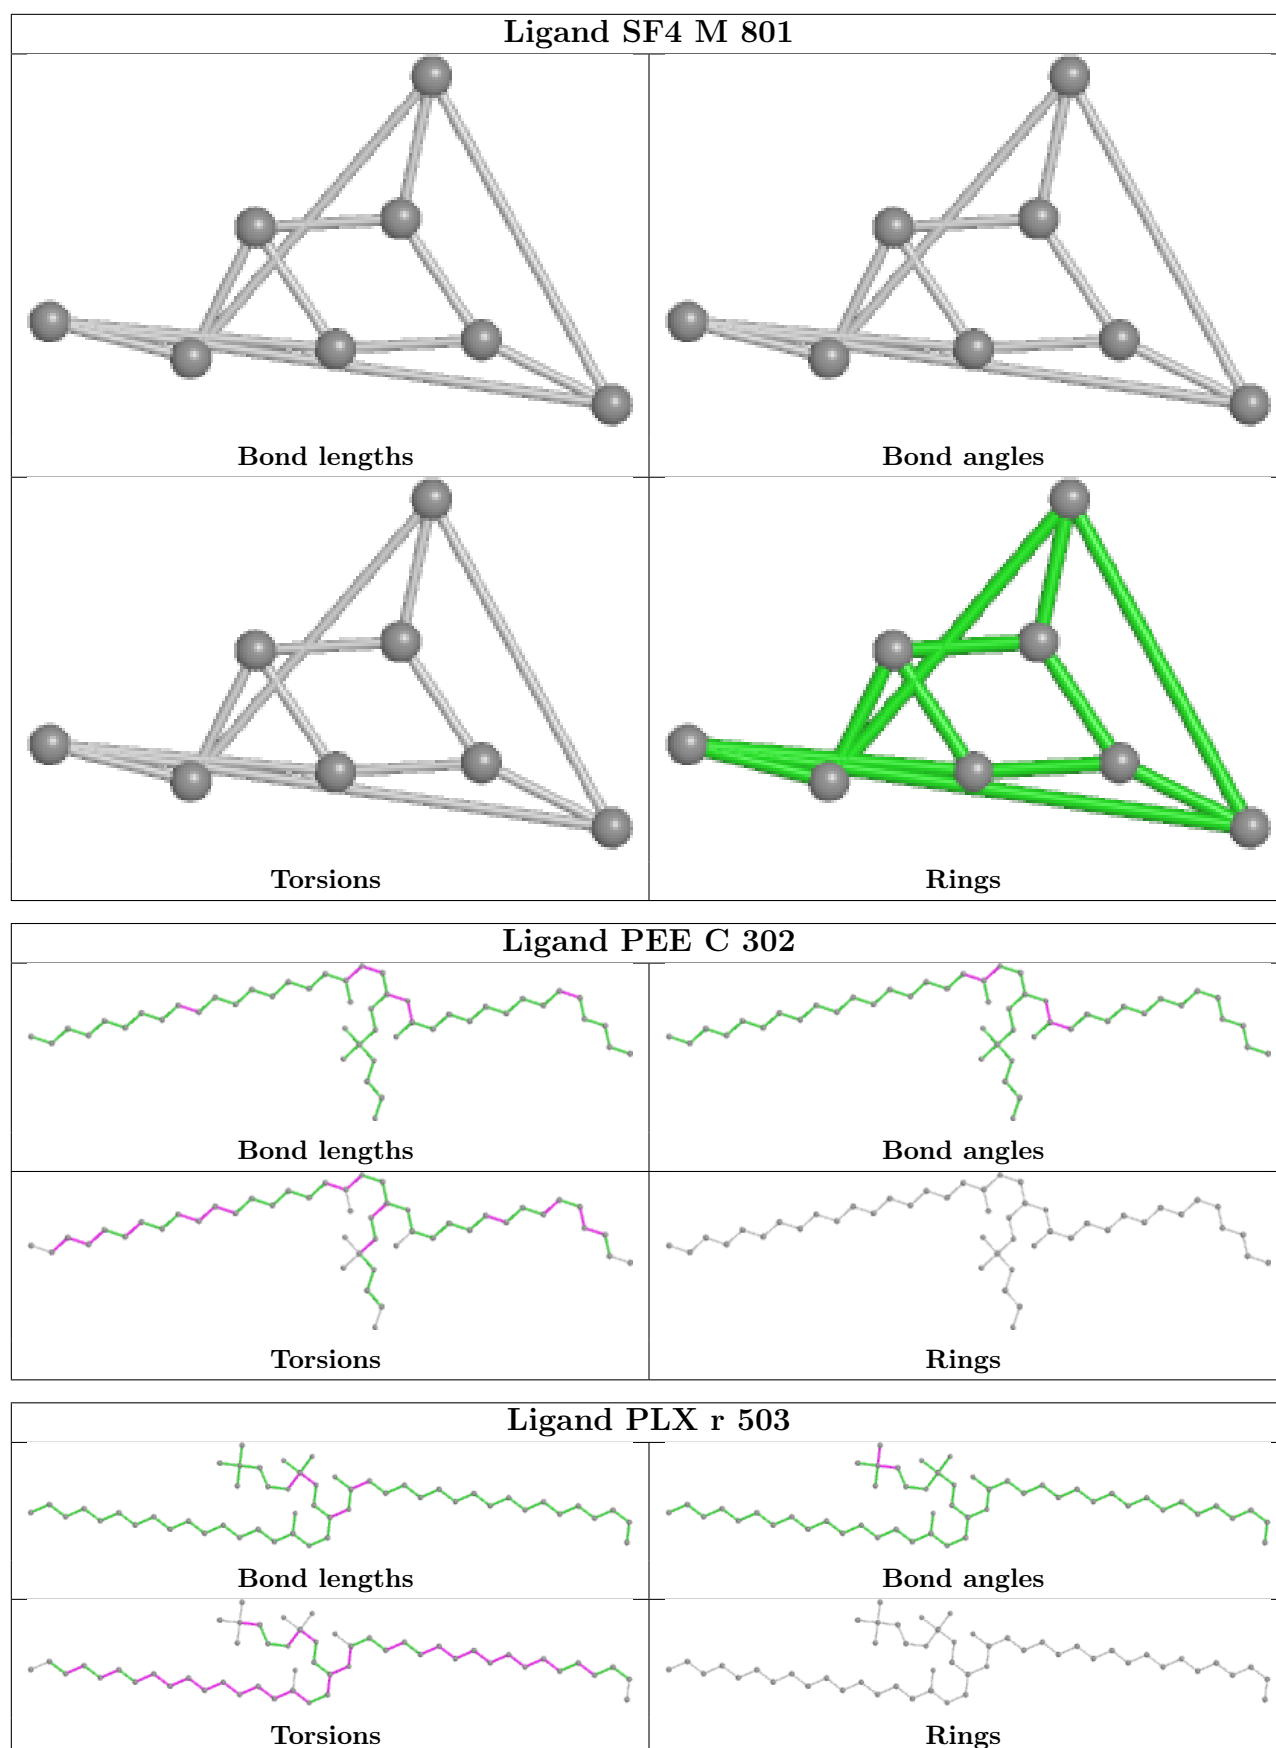 Ligand SF4 M 801
Bond lengths
Bond angles
Torsions
Rings
Ligand PEE C 302
Bond lengths
Bond angles
Torsions
Rings
Ligand PLX r 503
Bond lengths
Bond angles
Torsions
Rings